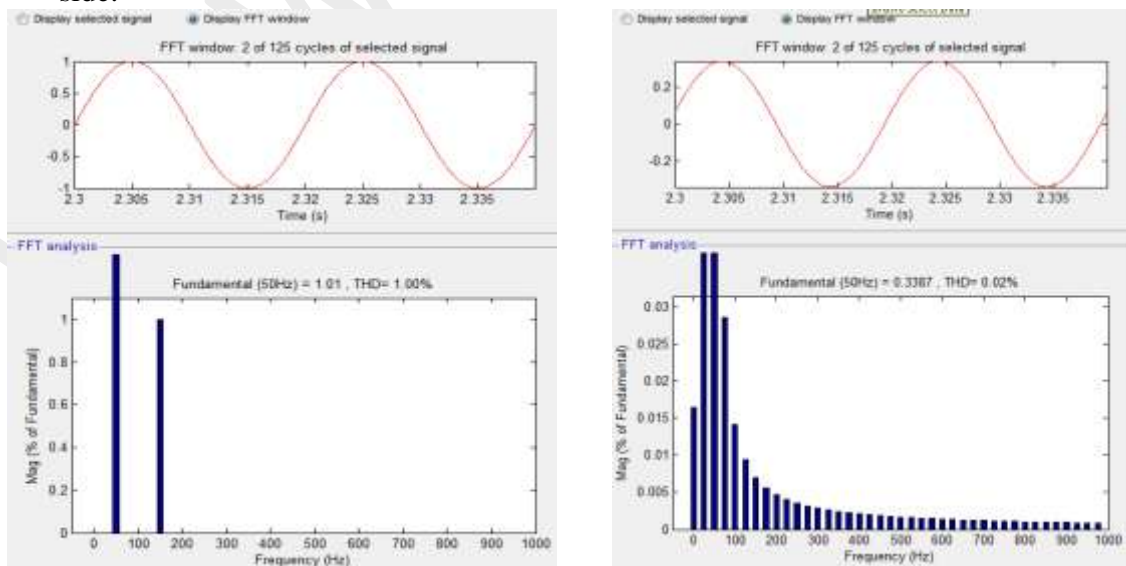 side.
Display selected signal Display FFT window
FFT window: 2 of 125 cycles of selected signal
1
0.5
0
-0.5
-1
2.3 2.305 2.31 2.315 2.32 2.325 2.33 2.335
Time (s)
FFT analysis
Fundamental (50Hz) = 1.01 , THD= 1.00%
Mag (% of Fundamental)
1
0.8
0.6
0.4
0.2
0
0 100 200 300 400 500 600 700 800 900 1000
Frequency (Hz)
Display selected signal Display FFT window
FFT window: 2 of 125 cycles of selected signal
0.2
0
-0.2
2.3 2.305 2.31 2.315 2.32 2.325 2.33 2.335
Time (s)
FFT analysis
Fundamental (50Hz) = 0.3387 , THD= 0.02%
Mag (% of Fundamental)
0.03
0.025
0.02
0.015
0.01
0.005
0
0 100 200 300 400 500 600 700 800 900 1000
Frequency (Hz)